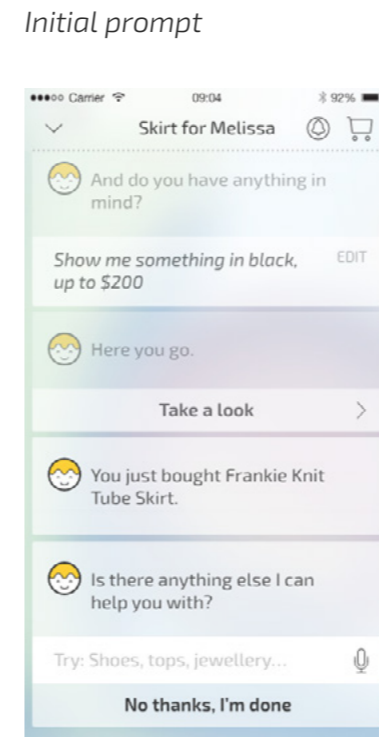 Initial prompt
Carrier 09:04 92%
Skirt for Melissa
And do you have anything in
mind?
Show me something in black, EDIT
up to $200
Here you go.
Take a look
You just bought Frankie Knit
Tube Skirt.
Is there anything else I can
help you with?
Try: Shoes, tops, jewellery...
No thanks, I'm done